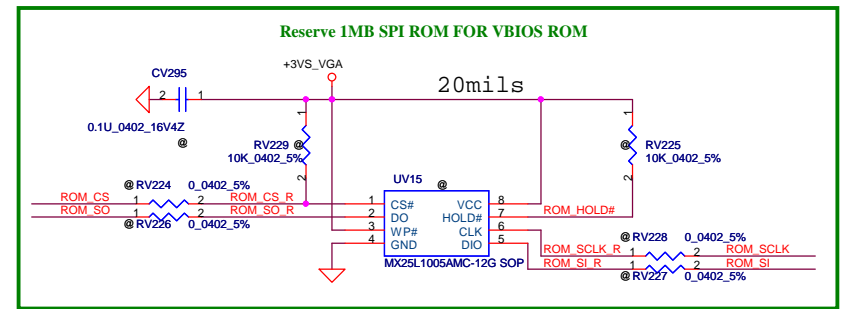 Reserve 1MB SPI ROM FOR VBIOS ROM
+3VS_VGA
CV295
20mils
2 1
0.1U_0402_16V4Z
@
1
RV229 @
10K_0402_5%
2
1
@ RV225
10K_0402_5%
2
UV15 @
@ RV224 0_0402_5%
ROM_CS 1 2 ROM_CS_R
ROM_SO 1 2 ROM_SO_R
@ RV226 0_0402_5%
1 CS# VCC 8
2 DO HOLD# 7 ROM_HOLD#
3 WP# CLK 6
4 GND DIO 5
MX25L1005AMC-12G SOP
@ RV228 0_0402_5%
ROM_SCLK_R 1 2 ROM_SCLK
ROM_SI_R 1 2 ROM_SI
@ RV227 0_0402_5%